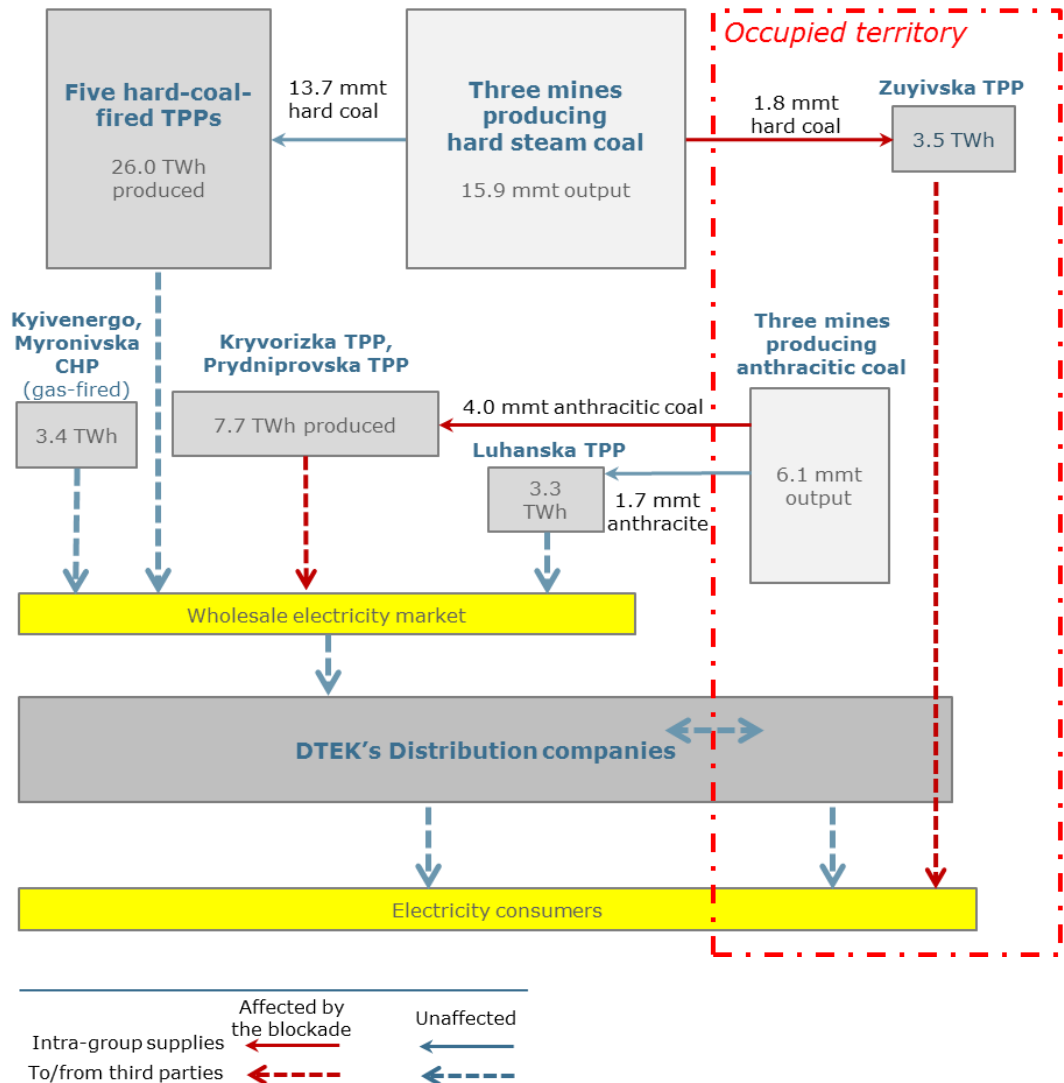 Occupied territory
Five hard-coal-
fired TPPs
26.0 TWh
produced
13.7 mmt
hard coal
Three mines
producing
hard steam coal
15.9 mmt output
1.8 mmt
hard coal
Zuyivska TPP
3.5 TWh
Kyivenergo,
Myronivska
CHP
(gas-fired)
3.4 TWh
Kryvorizka TPP,
Prydniprovska TPP
7.7 TWh produced
4.0 mmt anthracitic coal
Three mines
producing
anthracitic coal
6.1 mmt
output
Luhanska TPP
3.3
TWh
1.7 mmt
anthracite
Wholesale electricity market
DTEK's Distribution companies
Electricity consumers
Affected by
the blockade
Unaffected
Intra-group supplies
To/from third parties